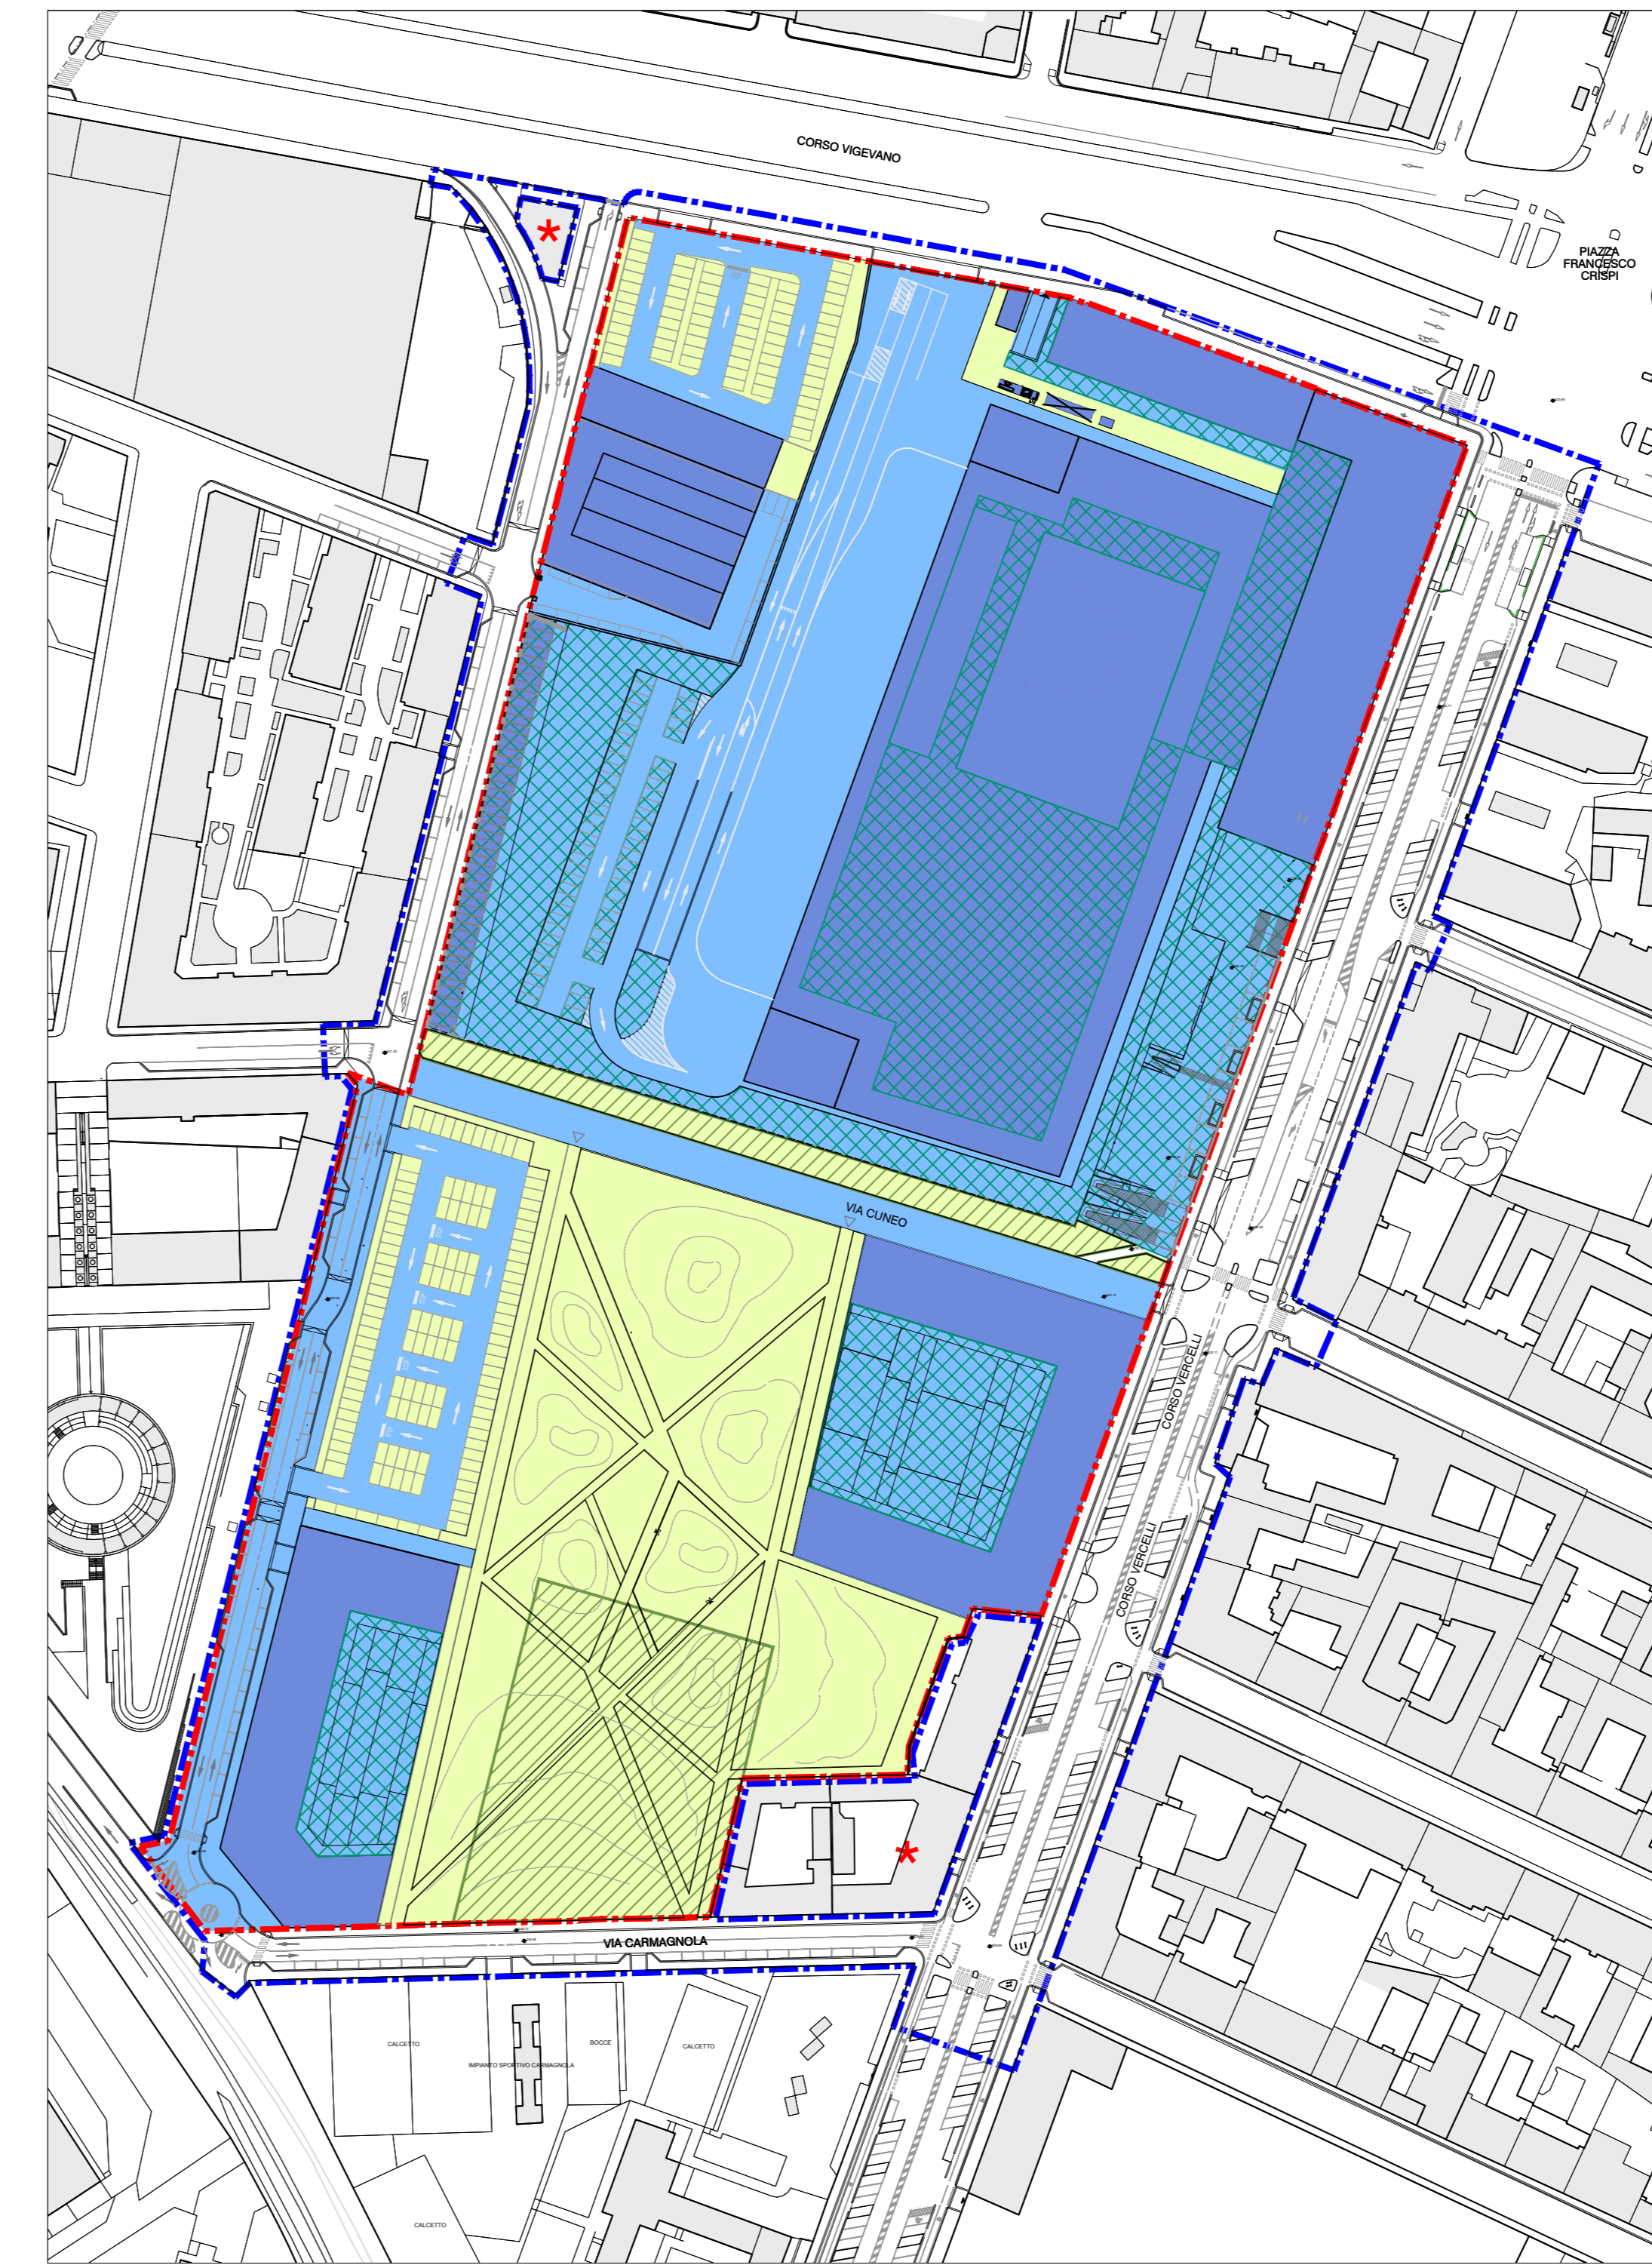 CORSO VIGEVANO
PIAZZA
FRANCESCO
CRISPI
VIA CUNEO
CORSO VERCELLI
CORSO VERCELLI
VIA CARMAGNOLA
CALCETTO
BOCCE
CALCETTO
IMPIANTO SPORTIVO CARMAGNOLA
CALCETTO